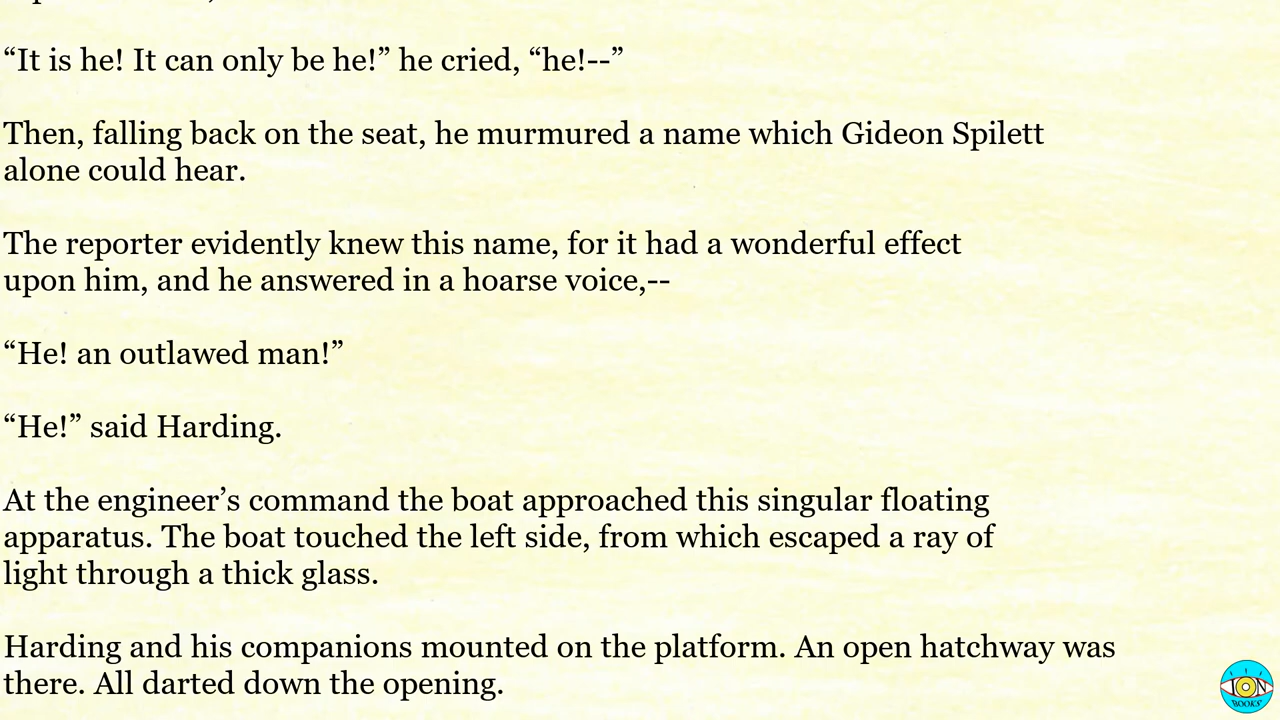 “It is he! It can only be he!” he cried, “he!--”
Then, falling back on the seat, he murmured a name which Gideon Spilett
alone could hear.
The reporter evidently knew this name, for it had a wonderful effect
upon him, and he answered in a hoarse voice,--
“He! an outlawed man!”
“He!” said Harding.
At the engineer’s command the boat approached this singular floating
apparatus. The boat touched the left side, from which escaped a ray of
light through a thick glass.
Harding and his companions mounted on the platform. An open hatchway was
there. All darted down the opening.
ION
BOOKS